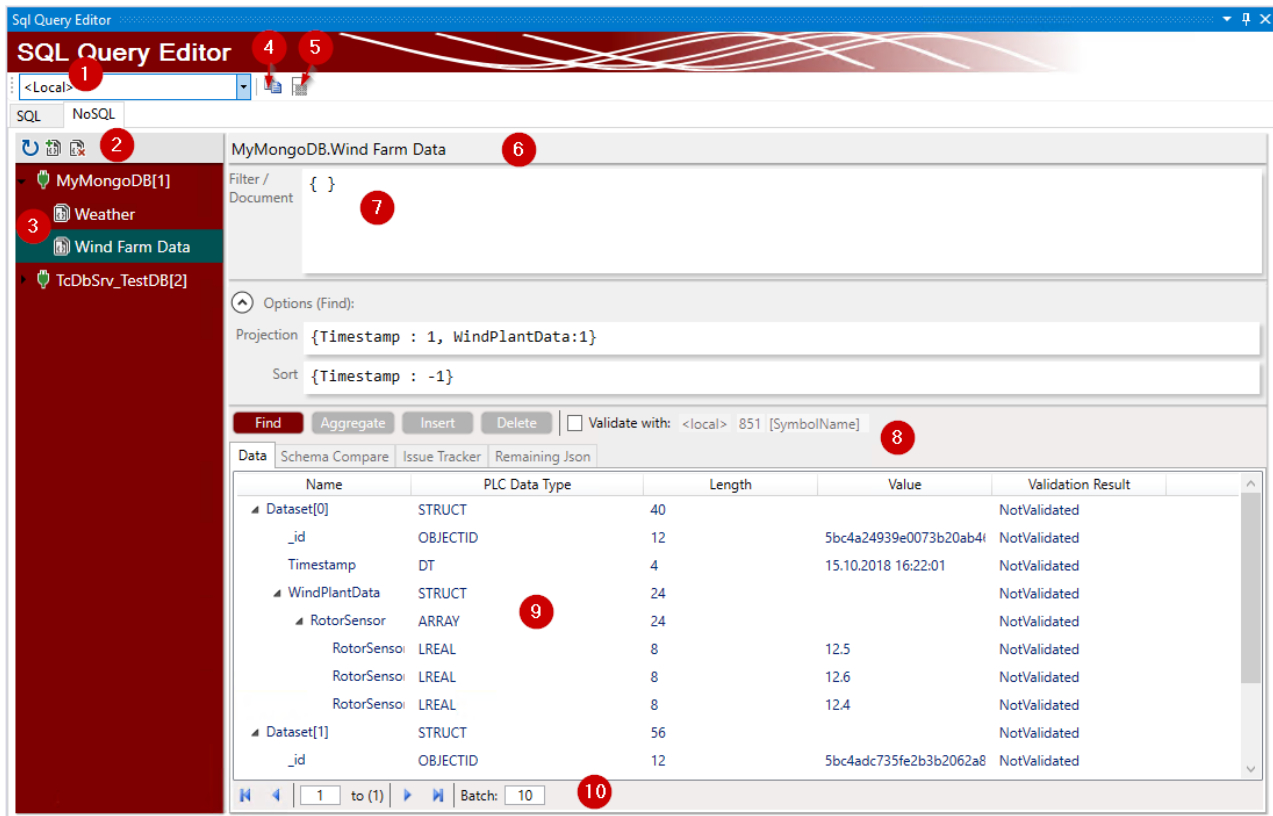 Sql Query Editor
SQL Query Editor
4 5
1
<Local>
SQL NoSQL
2
MyMongoDB.Wind Farm Data 6
MyMongoDB[1]
Weather
3
Wind Farm Data
TcDbSrv_TestDB[2]
Filter / Document
{ }
7
Options (Find):
Projection {Timestamp : 1, WindPlantData:1}
Sort {Timestamp : -1}
Find Aggregate Insert Delete Validate with: <local> 851 [SymbolName] 8
Data Schema Compare Issue Tracker Remaining Json
Name PLC Data Type Length Value Validation Result
Dataset[0] STRUCT 40 NotValidated
_id OBJECTID 12 5bc4a24939e0073b20ab4 NotValidated
Timestamp DT 4 15.10.2018 16:22:01 NotValidated
WindPlantData STRUCT 24 NotValidated
9
RotorSensor ARRAY 24 NotValidated
RotorSenso LREAL 8 12.5 NotValidated
RotorSenso LREAL 8 12.6 NotValidated
RotorSenso LREAL 8 12.4 NotValidated
Dataset[1] STRUCT 56 NotValidated
_id OBJECTID 12 5bc4adc735fe2b3b2062a8 NotValidated
1 to (1) Batch: 10 10